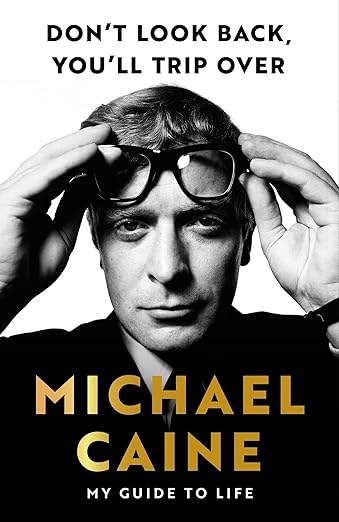 DON'T LOOK BACK,
YOU'LL TRIP OVER
MICHAEL
CAINE
MY GUIDE TO LIFE